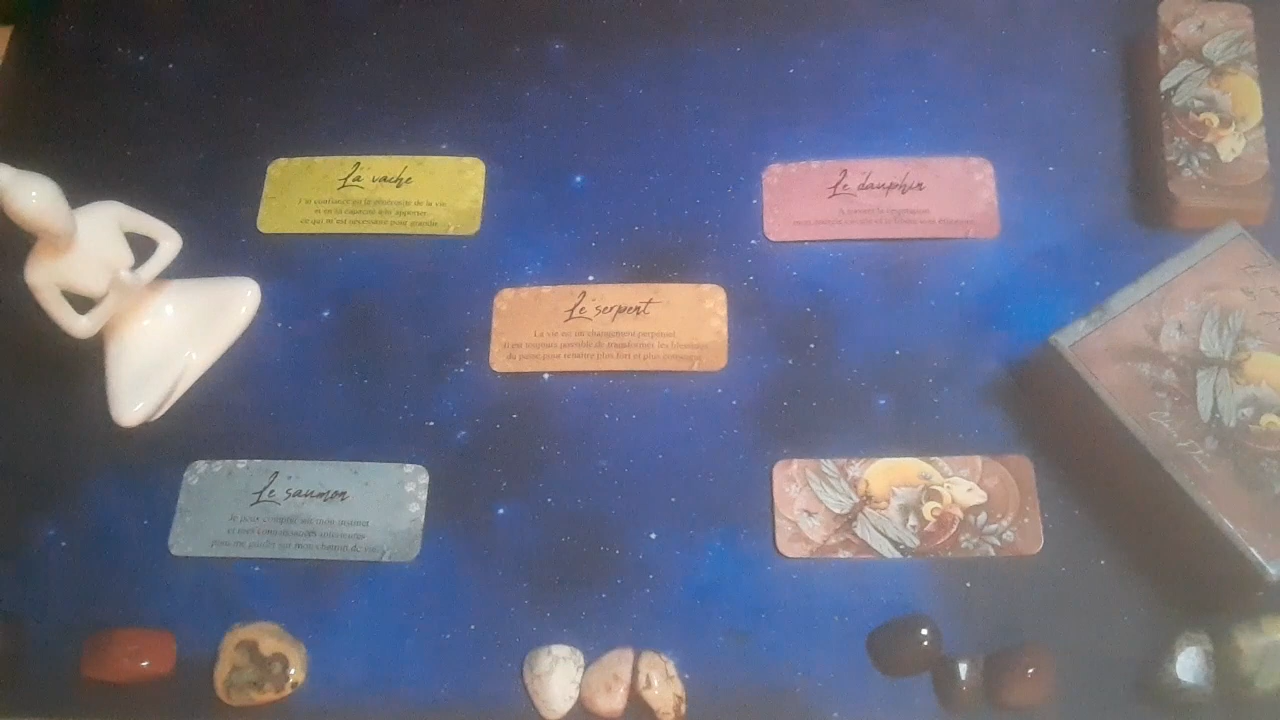 La vache
J'ai confiance en la générosité de la vie
et en sa capacité à m'apporter
ce qui m'est nécessaire pour grandir.
Le dauphin
A travers la respiration
Le serpent
La vie est un changement perpétuel.
Il est toujours possible de transformer les blessures
du passé pour renaître plus fort et plus conscient.
Le saumon
Je peux compter sur mon instinct
et mes connaissances intérieures
pour me guider sur mon chemin de vie.